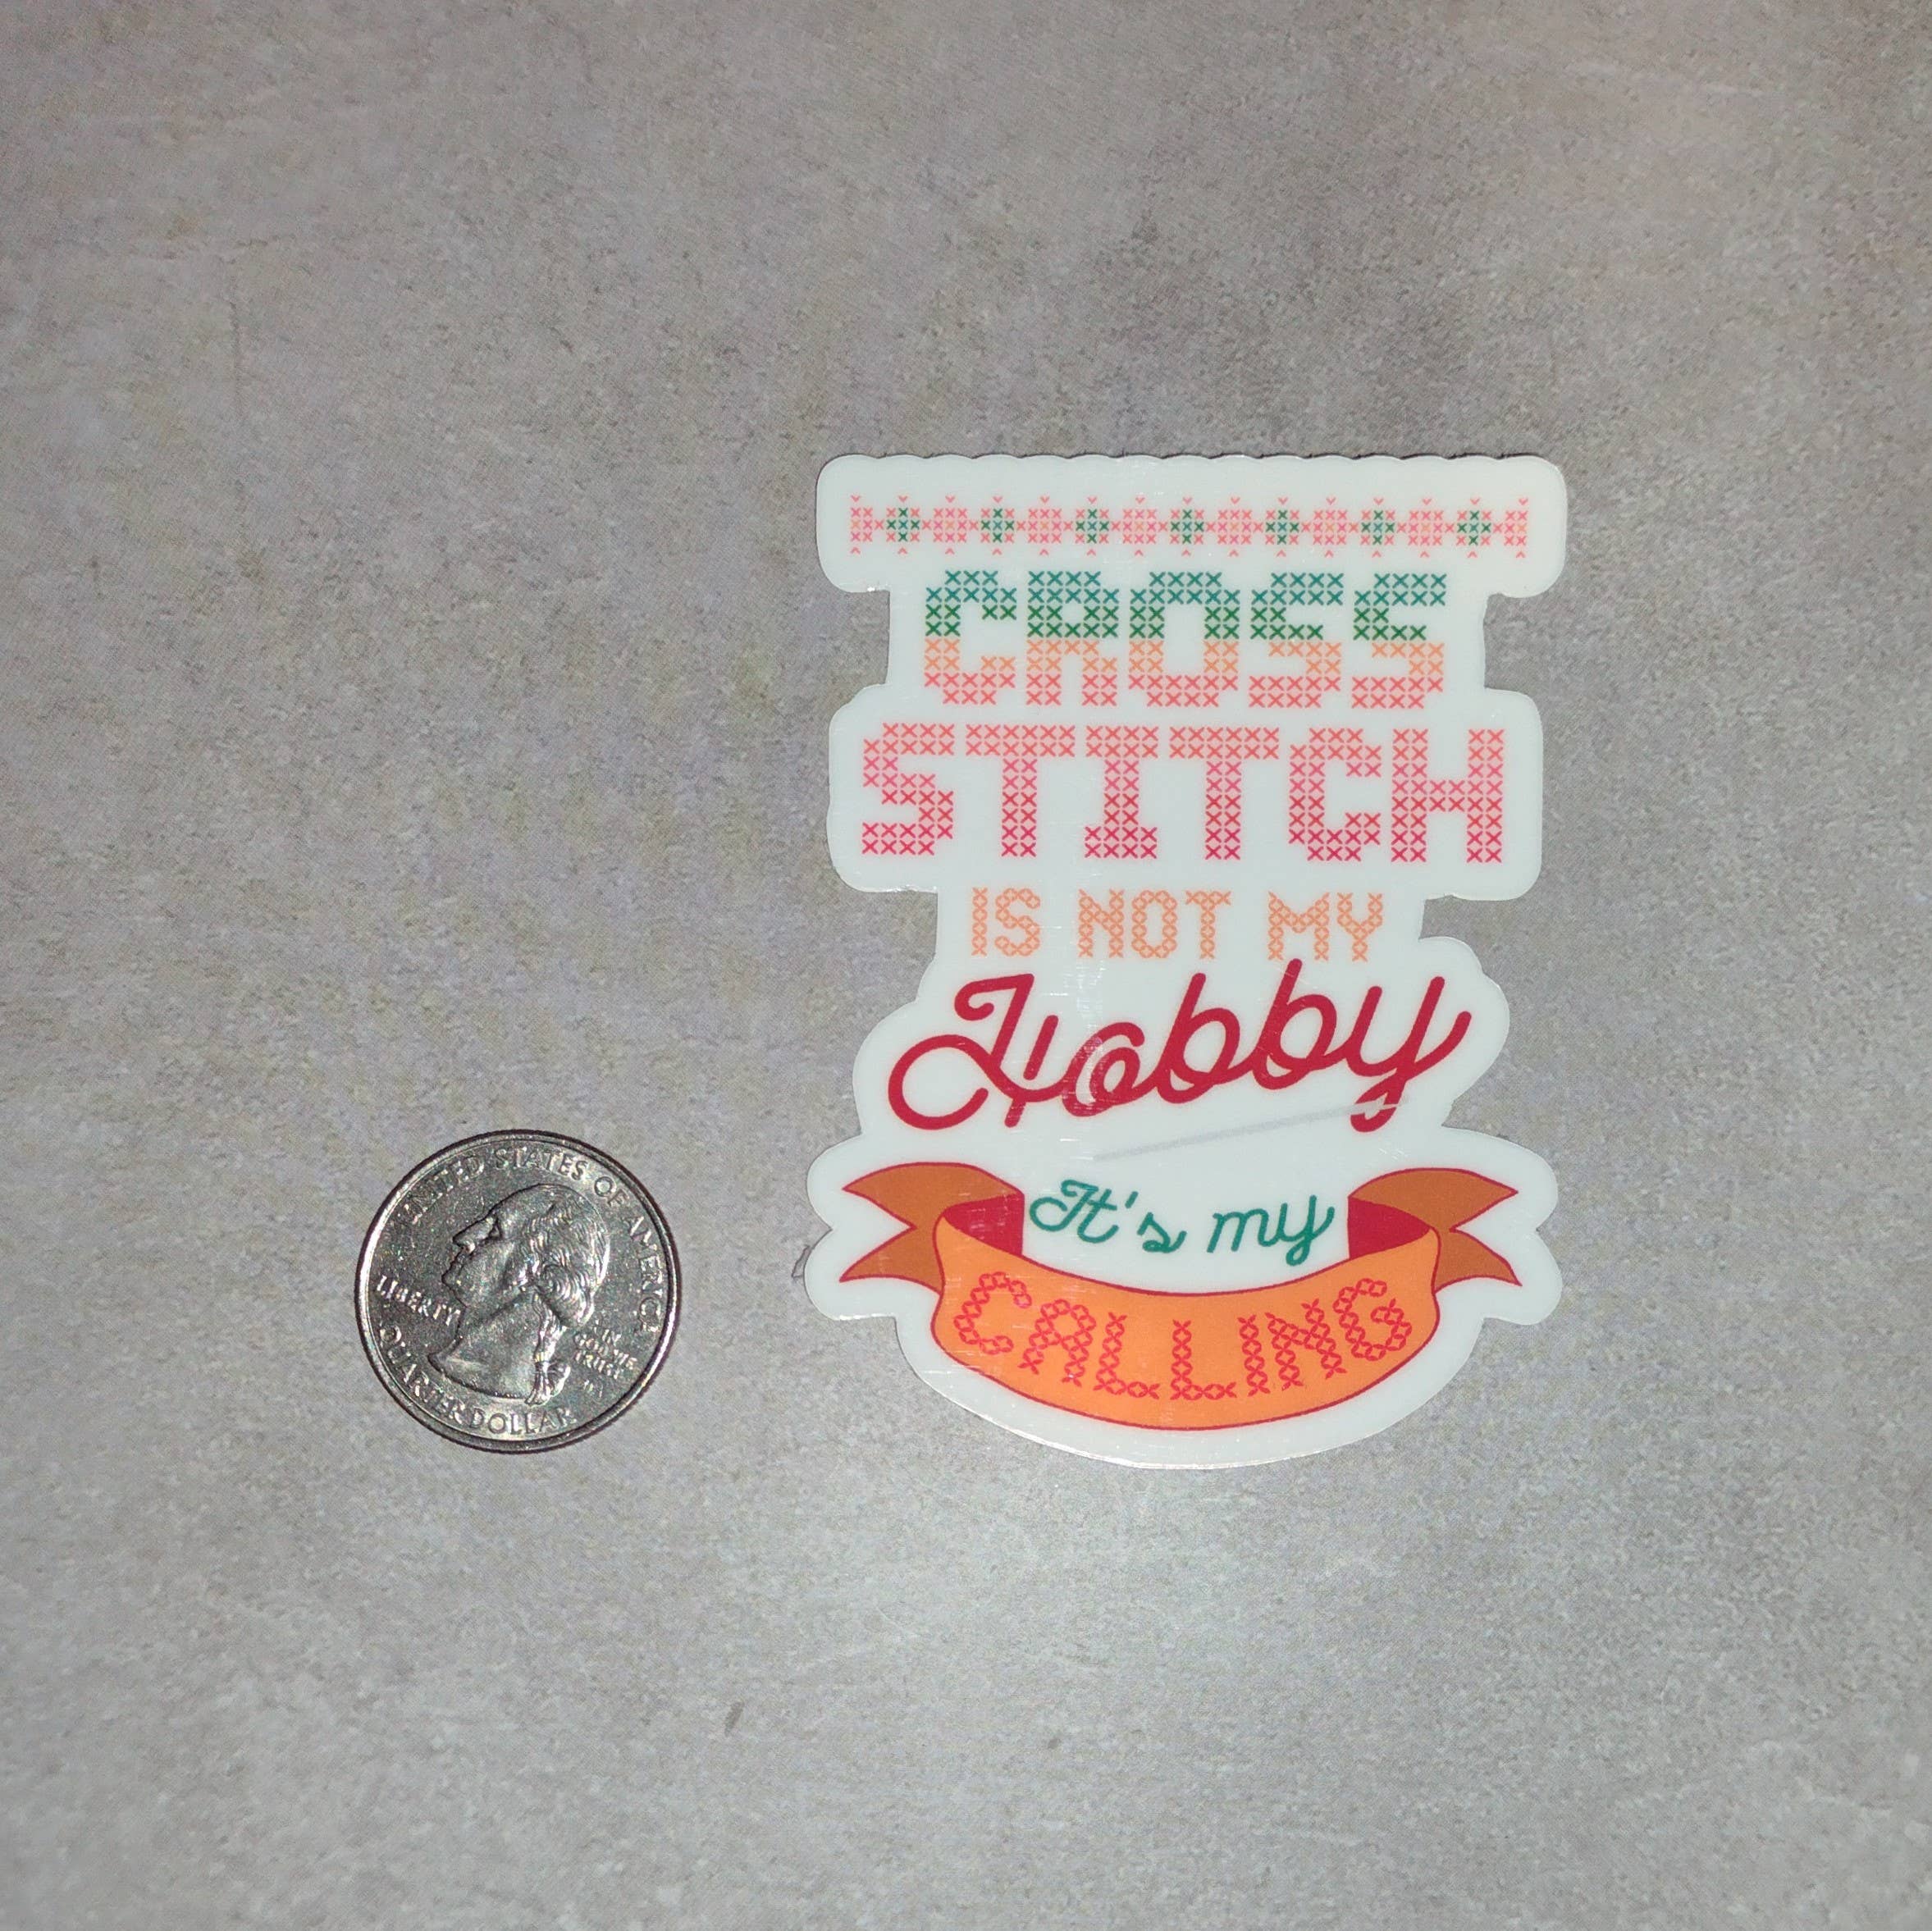 CROSS
STITCH
IS NOT MY
Hobby
It's my
CALLING
UNITED STATES OF AMERICA
LIBERTY
IN
GOD WE
TRUST
QUARTER DOLLAR